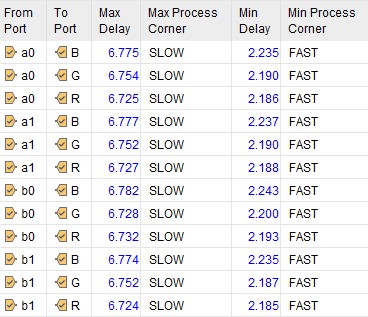 From Port To Port Max Delay Max Process Corner Min Delay Min Process Corner
a0 B 6.775 SLOW 2.235 FAST
a0 G 6.754 SLOW 2.190 FAST
a0 R 6.725 SLOW 2.186 FAST
a1 B 6.777 SLOW 2.237 FAST
a1 G 6.752 SLOW 2.190 FAST
a1 R 6.727 SLOW 2.188 FAST
b0 B 6.782 SLOW 2.243 FAST
b0 G 6.728 SLOW 2.200 FAST
b0 R 6.732 SLOW 2.193 FAST
b1 B 6.774 SLOW 2.235 FAST
b1 G 6.752 SLOW 2.187 FAST
b1 R 6.724 SLOW 2.185 FAST